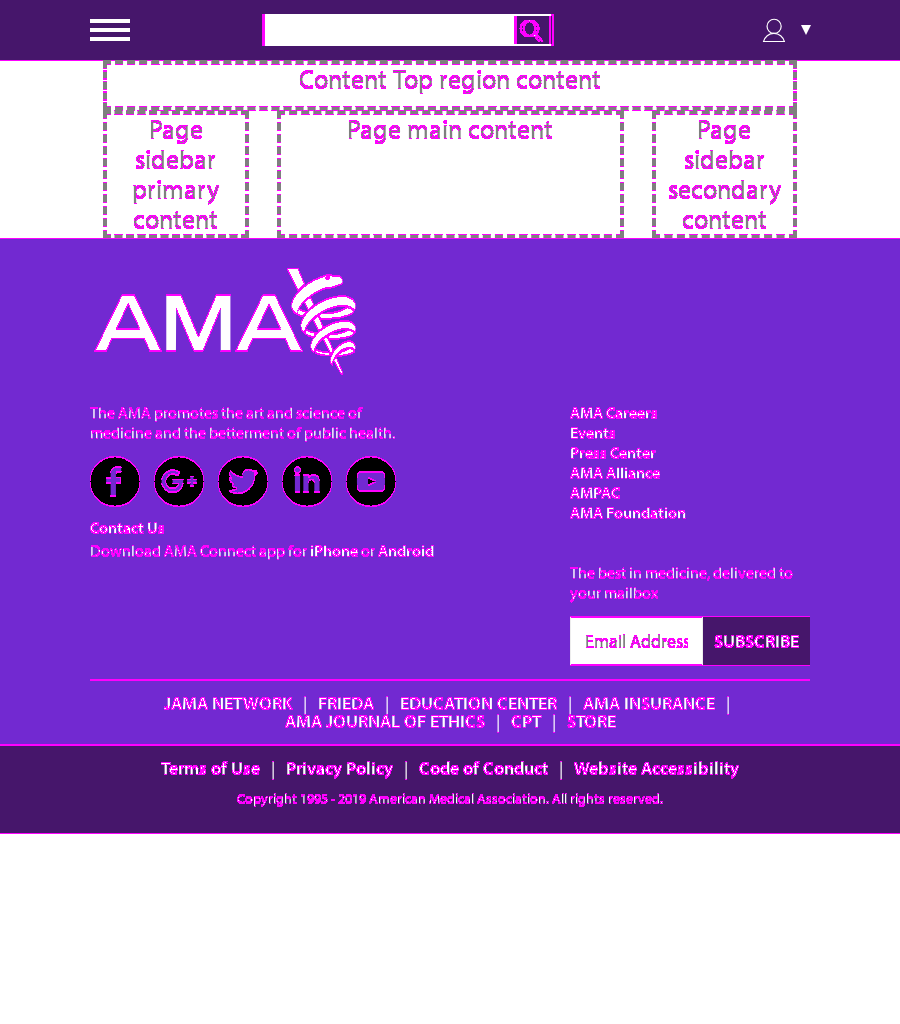 Content Top region content
Page
sidebar
primary
content
Page main content
Page
sidebar
secondary
content
AMA
The AMA promotes the art and science of
medicine and the betterment of public health.
Contact Us
Download AMA Connect app for iPhone or Android
AMA Careers
Events
Press Center
AMA Alliance
AMPAC
AMA Foundation
The best in medicine, delivered to
your mailbox
Email Address
SUBSCRIBE
JAMA NETWORK | FRIEDA | EDUCATION CENTER | AMA INSURANCE |
AMA JOURNAL OF ETHICS | CPT | STORE
Terms of Use | Privacy Policy | Code of Conduct | Website Accessibility
Copyright 1995 - 2019 American Medical Association. All rights reserved.